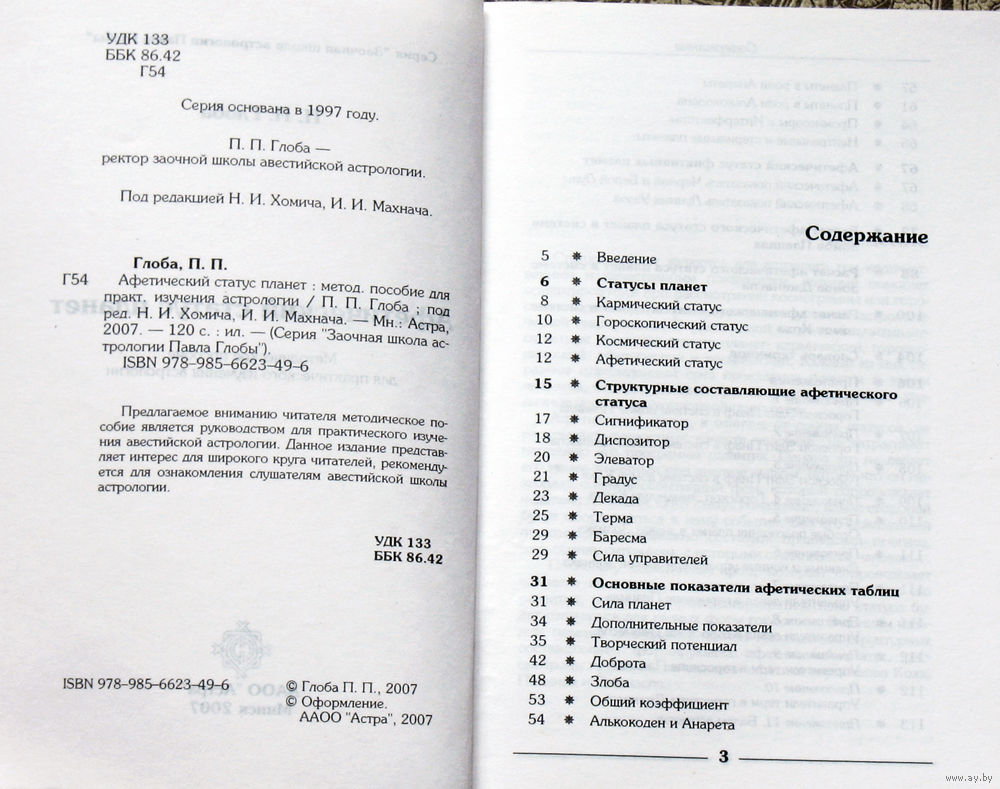 УДК 133
ББК 86.42
Г54
Серия основана в 1997 году.
П. П. Глоба —
ректор заочной школы авестийской астрологии.
Под редакцией Н. И. Хомича, И. И. Махнача.
Глоба, П. П.
Г54 Афетический статус планет : метод. пособие для
практ. изучения астрологии / П. П. Глоба ; под
ред. Н. И. Хомича, И. И. Махнача. — Мн.: Астра,
2007. — 120 с. : ил. — (Серия "Заочная школа ас-
трологии Павла Глобы").
ISBN 978-985-6623-49-6
Предлагаемое вниманию читателя методическое по-
собие является руководством для практического изуче-
ния авестийской астрологии. Данное издание представ-
ляет интерес для широкого круга читателей, рекоменду-
ется для ознакомления слушателям авестийской школы
астрологии.
УДК 133
ББК 86.42
ISBN 978-985-6623-49-6
© Глоба П. П., 2007
© Оформление.
ААОО "Астра", 2007
Содержание
5 Введение
6 Статусы планет
8 Кармический статус
10 Гороскопический статус
12 Космический статус
12 Афетический статус
15 Структурные составляющие афетического
статуса
17 Сигнификатор
18 Диспозитор
20 Элеватор
21 Градус
23 Декада
25 Терма
29 Баресма
29 Сила управителей
31 Основные показатели афетических таблиц
31 Сила планет
34 Дополнительные показатели
35 Творческий потенциал
42 Доброта
48 Злоба
53 Общий коэффициент
54 Алькокоден и Анарета
3
www.ay.by